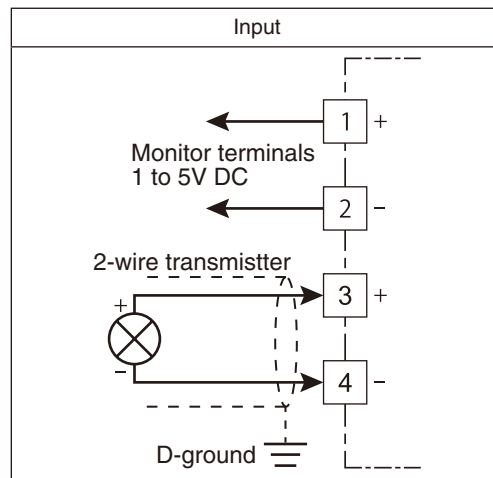 Input
1 +
Monitor terminals
1 to 5V DC
2 −
2-wire transmistter
3 +
+
−
4 −
D-ground